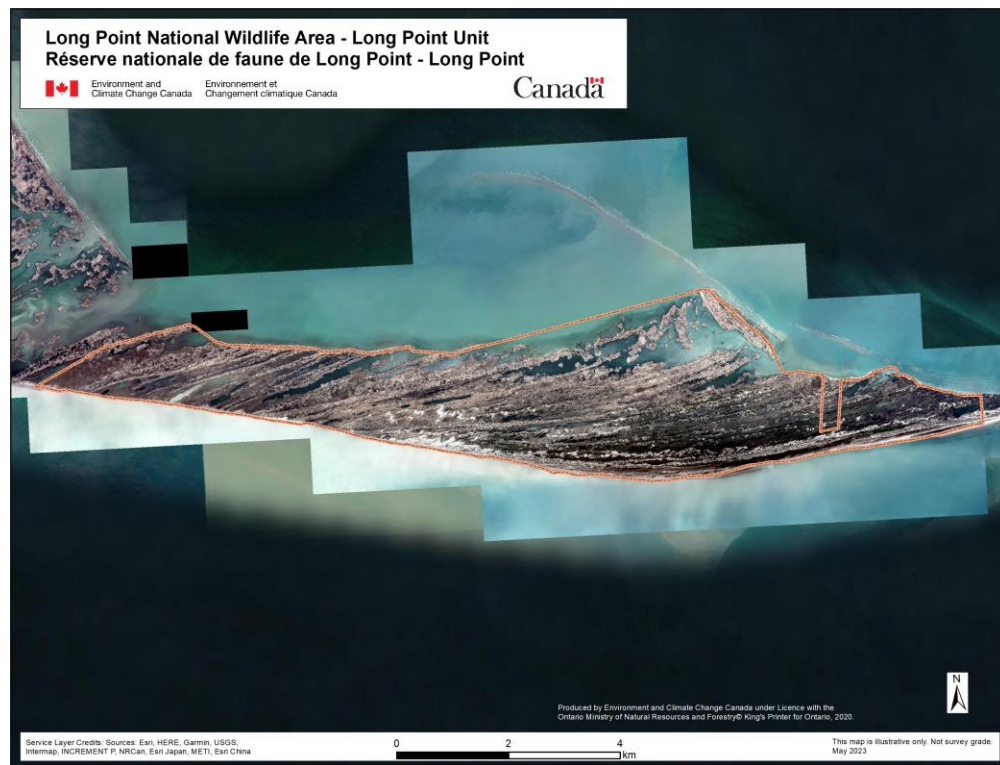 Long Point National Wildlife Area - Long Point Unit
Réserve nationale de faune de Long Point - Long Point
Environment and Environnement et
Climate Change Canada Changement climatique Canada
Canada
N
Produced by Environment and Climate Change Canada under Licence with the
Ontario Ministry of Natural Resources and Forestry© King's Printer for Ontario, 2020.
Service Layer Credits: Sources: Esri, HERE, Garmin, USGS,
Intermap, INCREMENT P, NRCan, Esri Japan, METI, Esri China
0 2 4
km
This map is illustrative only. Not survey grade.
May 2023